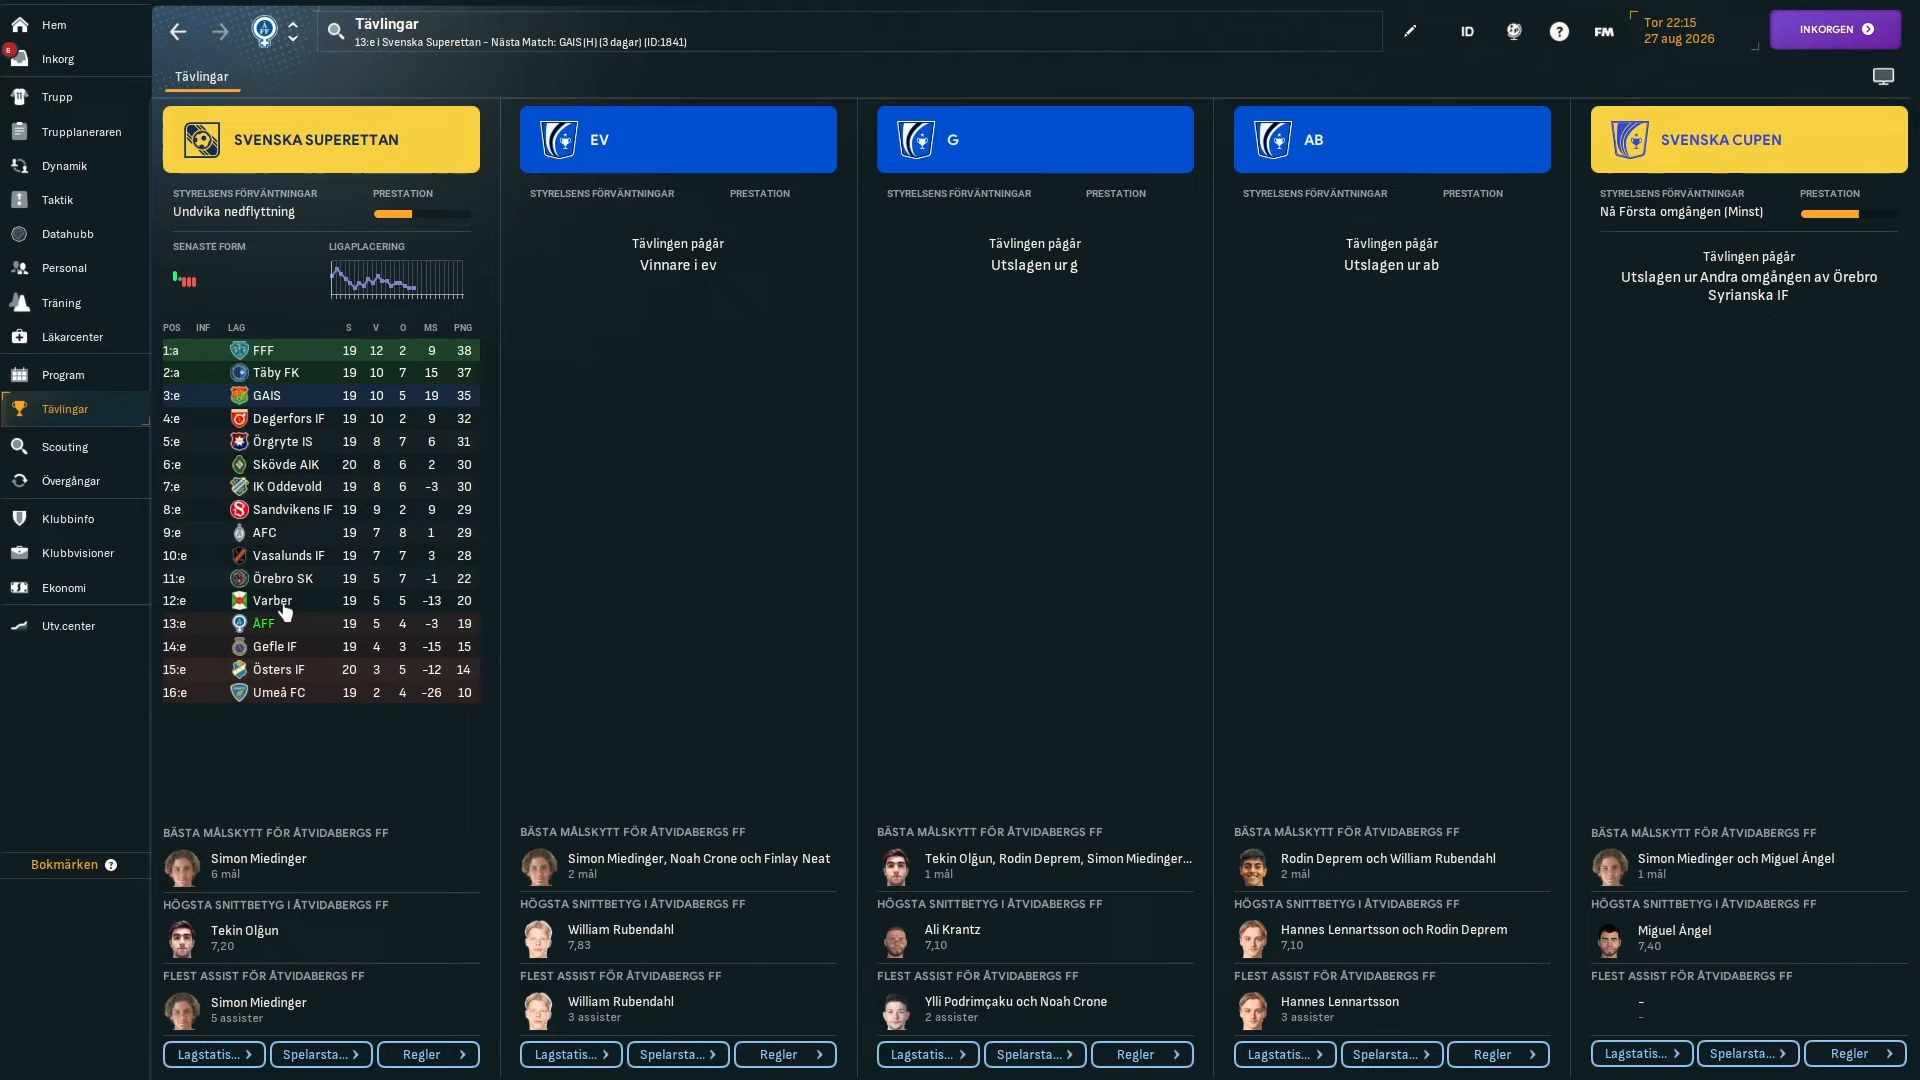 Hem
6
Inkorg
Trupp
Trupplaneraren
Dynamik
Taktik
Datahubb
Personal
Träning
Läkarcenter
Program
Tävlingar
Scouting
Övergångar
Klubbinfo
Klubbvisioner
Ekonomi
Utv.center
Bokmärken ?
Tävlingar
13:e i Svenska Superettan - Nästa Match: GAIS (H) (3 dagar) (ID:1841)
ID
?
FM
Tor 22:15
27 aug 2026
INKORGEN
Tävlingar
SVENSKA SUPERETTAN
STYRELSENS FÖRVÄNTNINGAR PRESTATION
Undvika nedflyttning
SENASTE FORM LIGAPLACERING
POS INF LAG S V O MS PNG
1:a FFF 19 12 2 9 38
2:a Täby FK 19 10 7 15 37
3:e GAIS 19 10 5 19 35
4:e Degerfors IF 19 10 2 9 32
5:e Örgryte IS 19 8 7 6 31
6:e Skövde AIK 20 8 6 2 30
7:e IK Oddevold 19 8 6 -3 30
8:e Sandvikens IF 19 9 2 9 29
9:e AFC 19 7 8 1 29
10:e Vasalunds IF 19 7 7 3 28
11:e Örebro SK 19 5 7 -1 22
12:e Varber 19 5 5 -13 20
13:e ÅFF 19 5 4 -3 19
14:e Gefle IF 19 4 3 -15 15
15:e Östers IF 20 3 5 -12 14
16:e Umeå FC 19 2 4 -26 10
BÄSTA MÅLSKYTT FÖR ÅTVIDABERGS FF
Simon Miedinger
6 mål
HÖGSTA SNITTBETYG I ÅTVIDABERGS FF
Tekin Olğun
7,20
FLEST ASSIST FÖR ÅTVIDABERGS FF
Simon Miedinger
5 assister
Lagstatis... Spelarsta... Regler
EV
STYRELSENS FÖRVÄNTNINGAR PRESTATION
Tävlingen pågår
Vinnare i ev
BÄSTA MÅLSKYTT FÖR ÅTVIDABERGS FF
Simon Miedinger, Noah Crone och Finlay Neat
2 mål
HÖGSTA SNITTBETYG I ÅTVIDABERGS FF
William Rubendahl
7,83
FLEST ASSIST FÖR ÅTVIDABERGS FF
William Rubendahl
3 assister
Lagstatis... Spelarsta... Regler
G
STYRELSENS FÖRVÄNTNINGAR PRESTATION
Tävlingen pågår
Utslagen ur g
BÄSTA MÅLSKYTT FÖR ÅTVIDABERGS FF
Tekin Olğun, Rodin Deprem, Simon Miedinger...
1 mål
HÖGSTA SNITTBETYG I ÅTVIDABERGS FF
Ali Krantz
7,10
FLEST ASSIST FÖR ÅTVIDABERGS FF
Ylli Podrimçaku och Noah Crone
2 assister
Lagstatis... Spelarsta... Regler
AB
STYRELSENS FÖRVÄNTNINGAR PRESTATION
Tävlingen pågår
Utslagen ur ab
BÄSTA MÅLSKYTT FÖR ÅTVIDABERGS FF
Rodin Deprem och William Rubendahl
2 mål
HÖGSTA SNITTBETYG I ÅTVIDABERGS FF
Hannes Lennartsson och Rodin Deprem
7,10
FLEST ASSIST FÖR ÅTVIDABERGS FF
Hannes Lennartsson
3 assister
Lagstatis... Spelarsta... Regler
SVENSKA CUPEN
STYRELSENS FÖRVÄNTNINGAR PRESTATION
Nå Första omgången (Minst)
Tävlingen pågår
Utslagen ur Andra omgången av Örebro
Syrianska IF
BÄSTA MÅLSKYTT FÖR ÅTVIDABERGS FF
Simon Miedinger och Miguel Ángel
1 mål
HÖGSTA SNITTBETYG I ÅTVIDABERGS FF
Miguel Ángel
7,40
FLEST ASSIST FÖR ÅTVIDABERGS FF
-
-
Lagstatis... Spelarsta... Regler